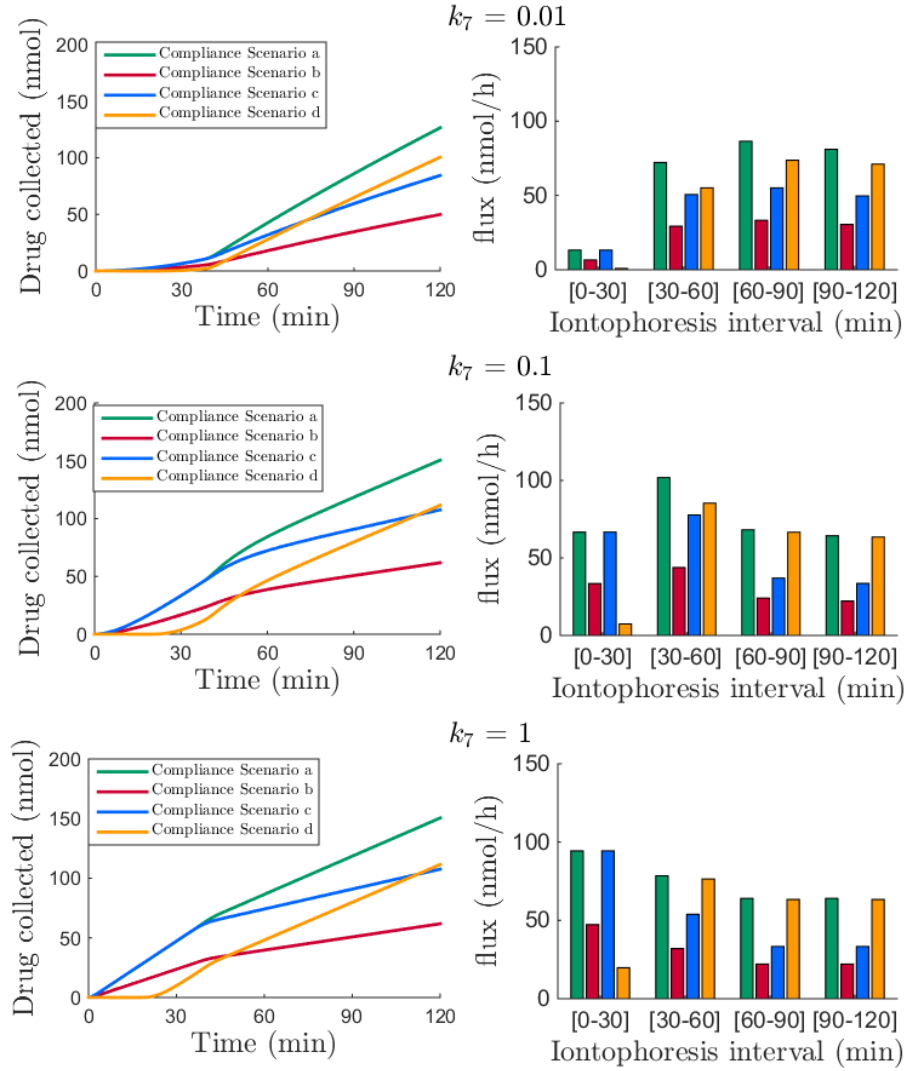 k₇ = 0.01
Drug collected (nmol)
200
150
100
50
0
Compliance Scenario a
Compliance Scenario b
Compliance Scenario c
Compliance Scenario d
0 30 60 90 120
Time (min)
flux (nmol/h)
150
100
50
0
[0-30] [30-60] [60-90] [90-120]
Iontophoresis interval (min)
k₇ = 0.1
Drug collected (nmol)
200
150
100
50
0
Compliance Scenario a
Compliance Scenario b
Compliance Scenario c
Compliance Scenario d
0 30 60 90 120
Time (min)
flux (nmol/h)
150
100
50
0
[0-30] [30-60] [60-90] [90-120]
Iontophoresis interval (min)
k₇ = 1
Drug collected (nmol)
200
150
100
50
0
Compliance Scenario a
Compliance Scenario b
Compliance Scenario c
Compliance Scenario d
0 30 60 90 120
Time (min)
flux (nmol/h)
150
100
50
0
[0-30] [30-60] [60-90] [90-120]
Iontophoresis interval (min)